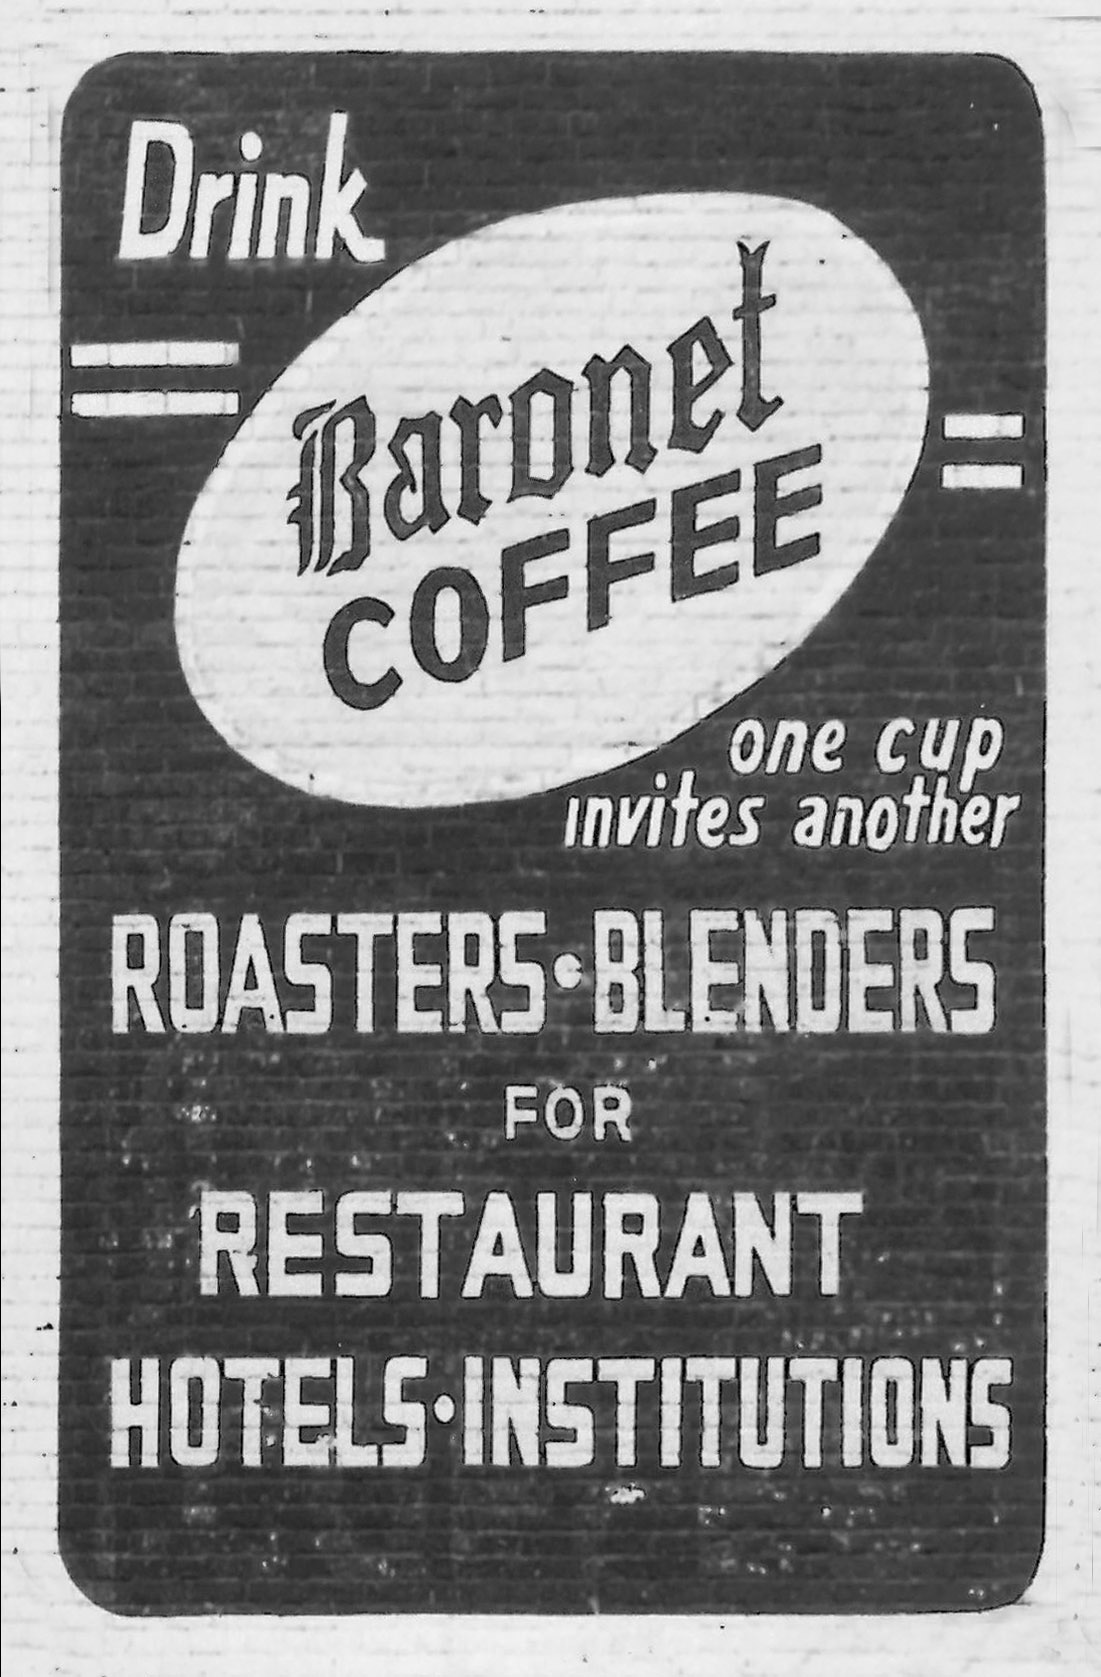 Drink
Baronet
COFFEE
one cup
invites another
ROASTERS•BLENDERS
FOR
RESTAURANT
HOTELS•INSTITUTIONS